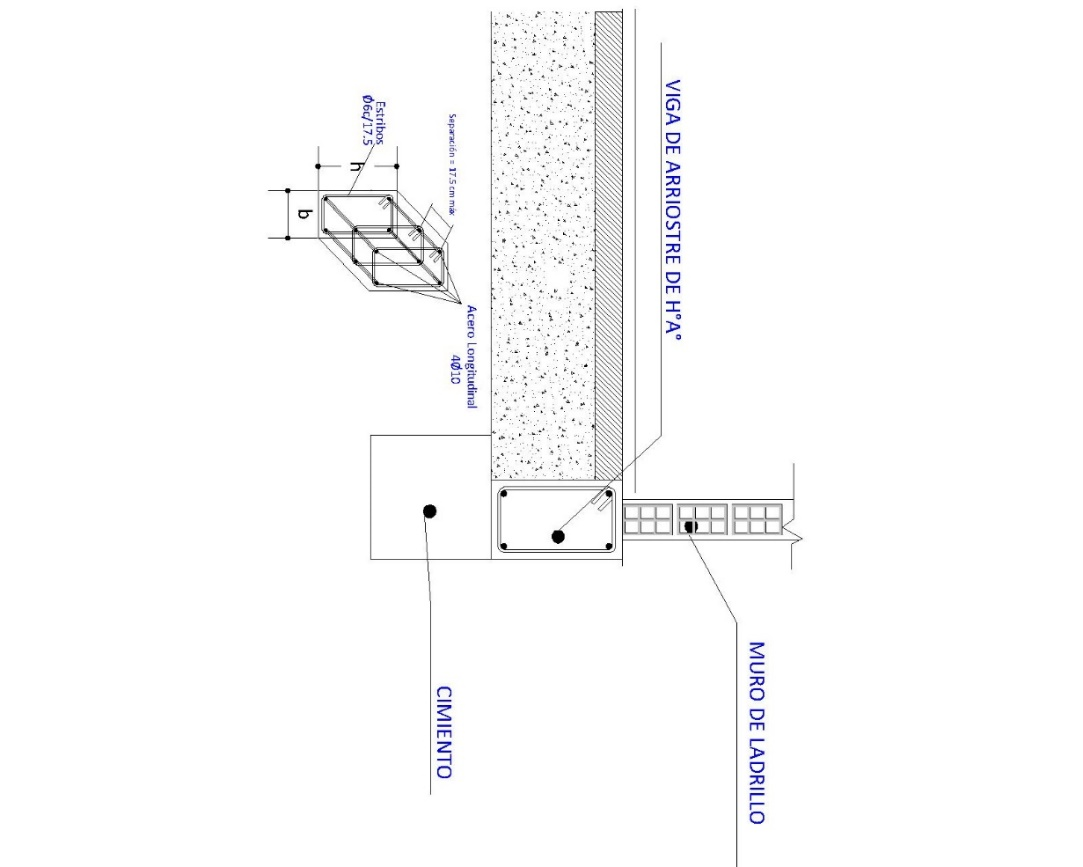 VIGA DE ARRIOSTRE DE H°A°
MURO DE LADRILLO
Separación = 17.5 cm máx
Estribos
Ø6c/17.5
h
b
Acero Longitudinal
4Ø10
CIMIENTO